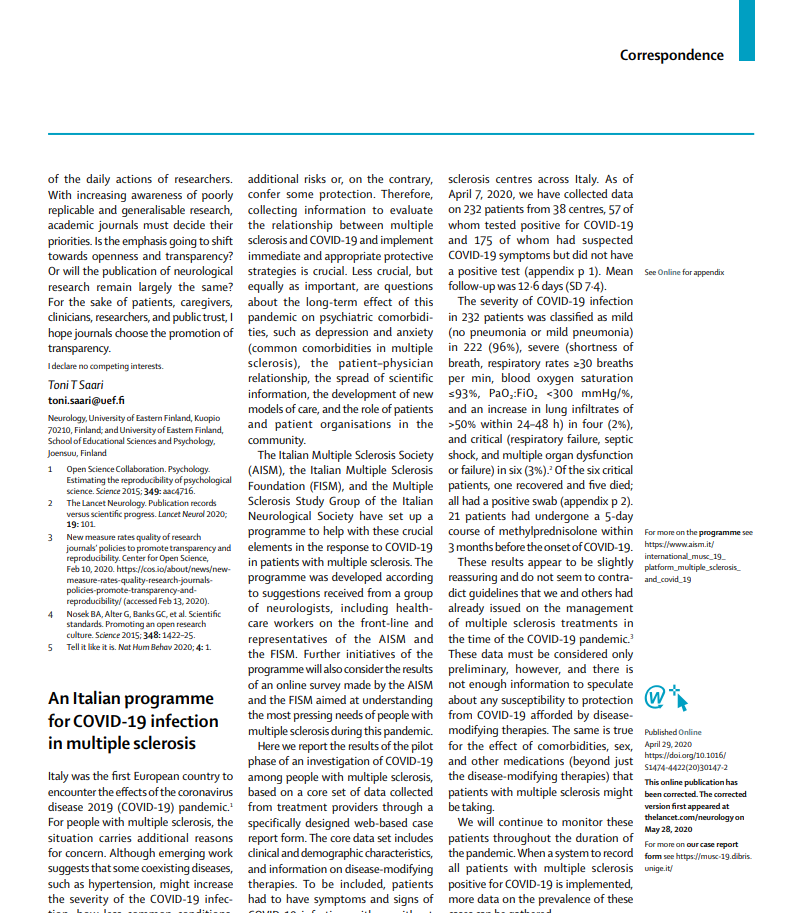 Correspondence
of the daily actions of researchers.
With increasing awareness of poorly
replicable and generalisable research,
academic journals must decide their
priorities. Is the emphasis going to shift
towards openness and transparency?
Or will the publication of neurological
research remain largely the same?
For the sake of patients, caregivers,
clinicians, researchers, and public trust, I
hope journals choose the promotion of
transparency.
I declare no competing interests.
Toni T Saari
toni.saari@uef.fi
Neurology, University of Eastern Finland, Kuopio
70210, Finland; and University of Eastern Finland,
School of Educational Sciences and Psychology,
Joensuu, Finland
1 Open Science Collaboration. Psychology.
Estimating the reproducibility of psychological
science. Science 2015; 349: aac4716.
2 The Lancet Neurology. Publication records
versus scientific progress. Lancet Neurol 2020;
19: 101.
3 New measure rates quality of research
journals' policies to promote transparency and
reproducibility. Center for Open Science,
Feb 10, 2020. https://cos.io/about/news/new-
measure-rates-quality-research-journals-
policies-promote-transparency-and-
reproducibility/ (accessed Feb 13, 2020).
4 Nosek BA, Alter G, Banks GC, et al. Scientific
standards. Promoting an open research
culture. Science 2015; 348: 1422–25.
5 Tell it like it is. Nat Hum Behav 2020; 4: 1.
An Italian programme
for COVID-19 infection
in multiple sclerosis
Italy was the first European country to
encounter the effects of the coronavirus
disease 2019 (COVID-19) pandemic.1
For people with multiple sclerosis, the
situation carries additional reasons
for concern. Although emerging work
suggests that some coexisting diseases,
such as hypertension, might increase
the severity of the COVID-19 infec-
tion, how less common conditions,
additional risks or, on the contrary,
confer some protection. Therefore,
collecting information to evaluate
the relationship between multiple
sclerosis and COVID-19 and implement
immediate and appropriate protective
strategies is crucial. Less crucial, but
equally as important, are questions
about the long-term effect of this
pandemic on psychiatric comorbidi-
ties, such as depression and anxiety
(common comorbidities in multiple
sclerosis), the patient–physician
relationship, the spread of scientific
information, the development of new
models of care, and the role of patients
and patient organisations in the
community.
The Italian Multiple Sclerosis Society
(AISM), the Italian Multiple Sclerosis
Foundation (FISM), and the Multiple
Sclerosis Study Group of the Italian
Neurological Society have set up a
programme to help with these crucial
elements in the response to COVID-19
in patients with multiple sclerosis. The
programme was developed according
to suggestions received from a group
of neurologists, including health-
care workers on the front-line and
representatives of the AISM and
the FISM. Further initiatives of the
programme will also consider the results
of an online survey made by the AISM
and the FISM aimed at understanding
the most pressing needs of people with
multiple sclerosis during this pandemic.
Here we report the results of the pilot
phase of an investigation of COVID-19
among people with multiple sclerosis,
based on a core set of data collected
from treatment providers through a
specifically designed web-based case
report form. The core data set includes
clinical and demographic characteristics,
and information on disease-modifying
therapies. To be included, patients
had to have symptoms and signs of
COVID-19 infection with or without
sclerosis centres across Italy. As of
April 7, 2020, we have collected data
on 232 patients from 38 centres, 57 of
whom tested positive for COVID-19
and 175 of whom had suspected
COVID-19 symptoms but did not have
a positive test (appendix p 1). Mean
follow-up was 12·6 days (SD 7·4).
The severity of COVID-19 infection
in 232 patients was classified as mild
(no pneumonia or mild pneumonia)
in 222 (96%), severe (shortness of
breath, respiratory rates ≥30 breaths
per min, blood oxygen saturation
≤93%, PaO2:FiO2 <300 mmHg/%,
and an increase in lung infiltrates of
>50% within 24–48 h) in four (2%),
and critical (respiratory failure, septic
shock, and multiple organ dysfunction
or failure) in six (3%).2 Of the six critical
patients, one recovered and five died;
all had a positive swab (appendix p 2).
21 patients had undergone a 5-day
course of methylprednisolone within
3 months before the onset of COVID-19.
These results appear to be slightly
reassuring and do not seem to contra-
dict guidelines that we and others had
already issued on the management
of multiple sclerosis treatments in
the time of the COVID-19 pandemic.3
These data must be considered only
preliminary, however, and there is
not enough information to speculate
about any susceptibility to protection
from COVID-19 afforded by disease-
modifying therapies. The same is true
for the effect of comorbidities, sex,
and other medications (beyond just
the disease-modifying therapies) that
patients with multiple sclerosis might
be taking.
We will continue to monitor these
patients throughout the duration of
the pandemic. When a system to record
all patients with multiple sclerosis
positive for COVID-19 is implemented,
more data on the prevalence of these
cases can be gathered.
See Online for appendix
For more on the programme see
https://www.aism.it/
international_musc_19_
platform_multiple_sclerosis_
and_covid_19
W
Published Online
April 29, 2020
https://doi.org/10.1016/
S1474-4422(20)30147-2
This online publication has
been corrected. The corrected
version first appeared at
thelancet.com/neurology on
May 28, 2020
For more on our case report
form see https://musc-19.dibris.
unige.it/